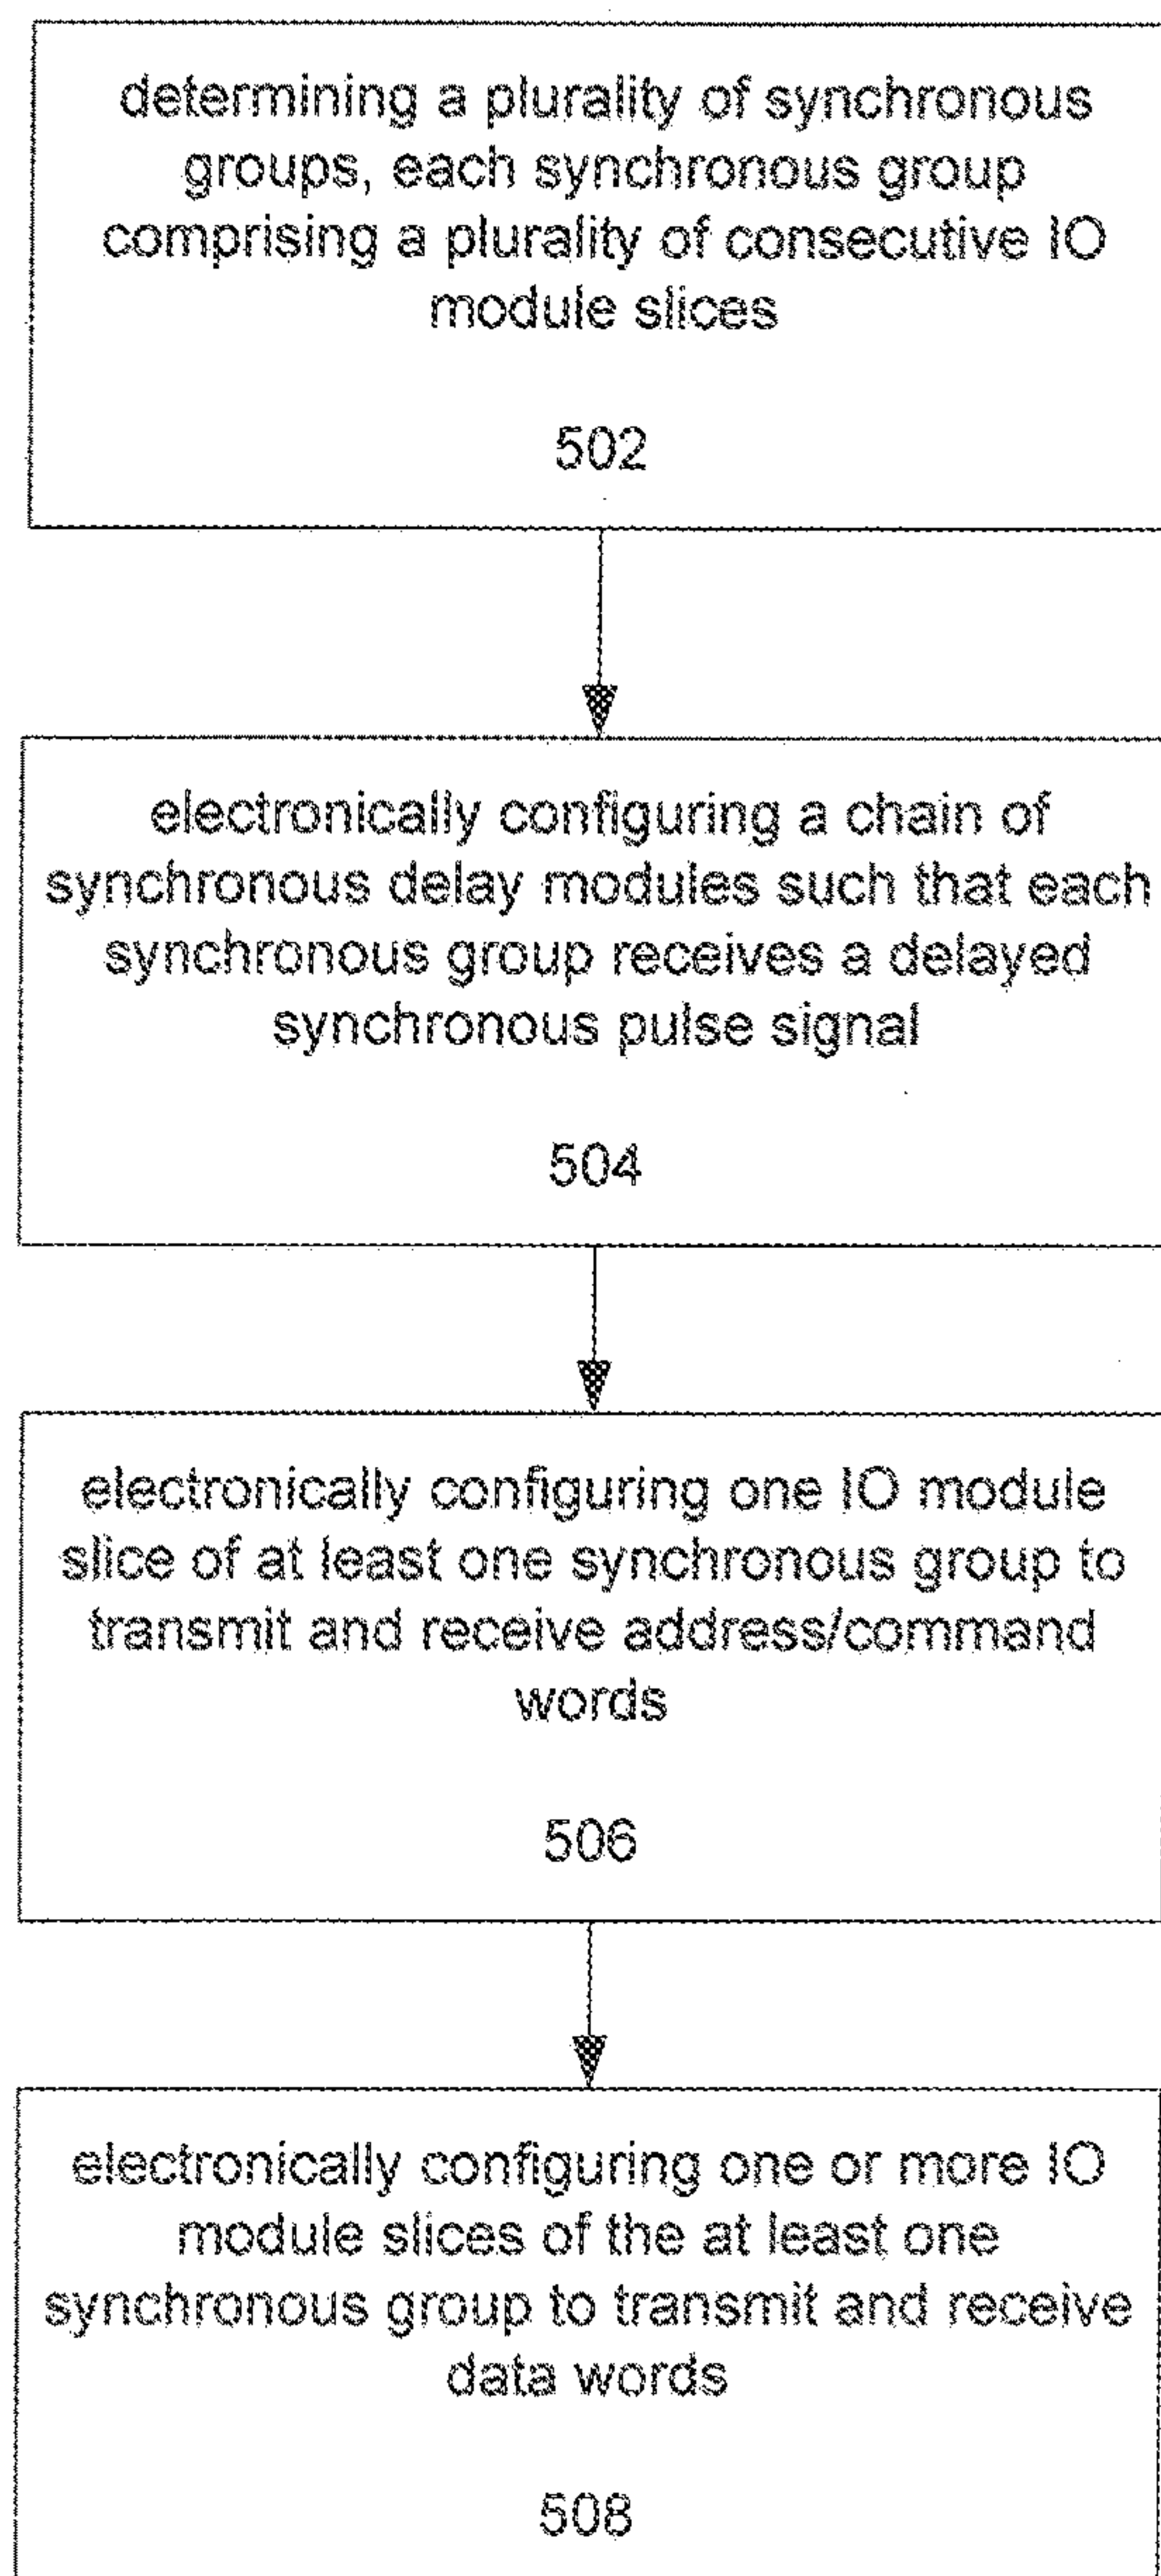 determining a plurality of synchronous
groups, each synchronous group
comprising a plurality of consecutive IO
module slices
502
electronically configuring a chain of
synchronous delay modules such that each
synchronous group receives a delayed
synchronous pulse signal
504
electronically configuring one IO module
slice of at least one synchronous group to
transmit and receive address/command
words
506
electronically configuring one or more IO
module slices of the at least one
synchronous group to transmit and receive
data words
508